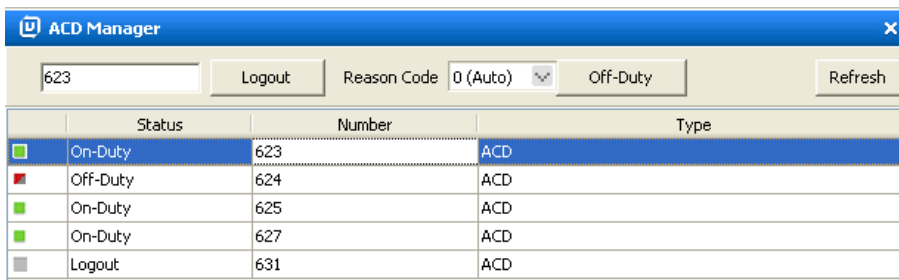 ACD Manager
623 Logout Reason Code 0 (Auto) Off-Duty Refresh
Status Number Type
On-Duty 623 ACD
Off-Duty 624 ACD
On-Duty 625 ACD
On-Duty 627 ACD
Logout 631 ACD